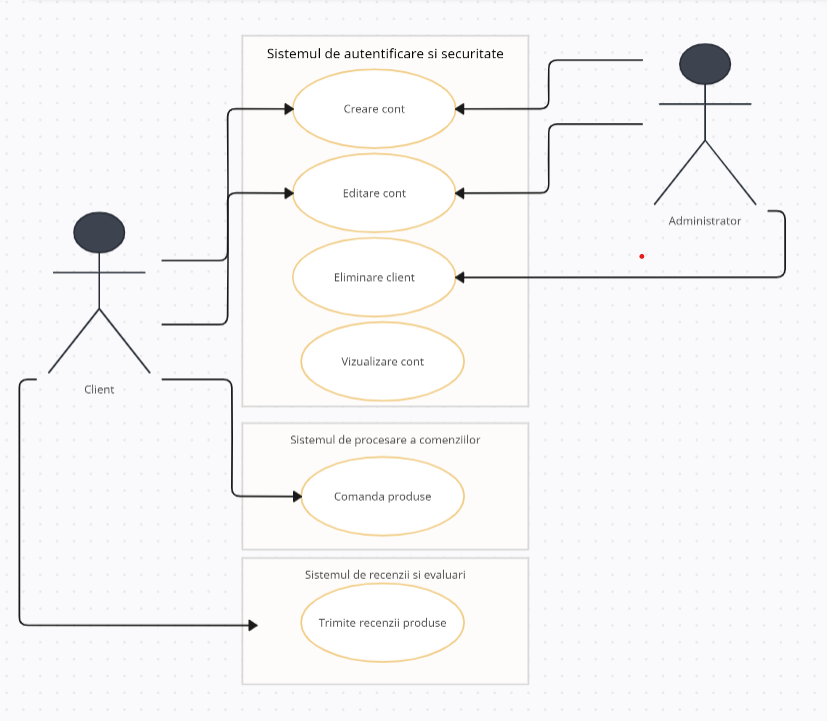 Sistemul de autentificare si securitate
Creare cont
Editare cont
Administrator
Eliminare client
Vizualizare cont
Client
Sistemul de procesare a comenziilor
Comanda produse
Sistemul de recenzii si evaluari
Trimite recenzii produse